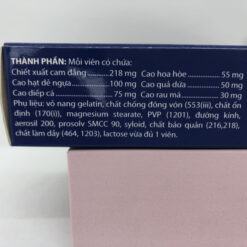 THÀNH PHẦN: Mỗi viên có chứa:
Chiết xuất cam đắng..........218 mg Cao hoa hòe..........55 mg
Cao hạt dẻ ngựa..........100 mg Cao quả dứa..........50 mg
Cao diếp cá..........75 mg Cao rau má..........30 mg
Phụ liệu: vỏ nang gelatin, chất chống đông vón (553(iii), chất ổn
định (170(i)), magnesi stearat, PVP (1201), đường kính,
aerosil 200, prosolv SMCC 90, syloid, chất bảo quản (216,218),
chất làm dầy (464, 1203), lactose vừa đủ 1 viên.